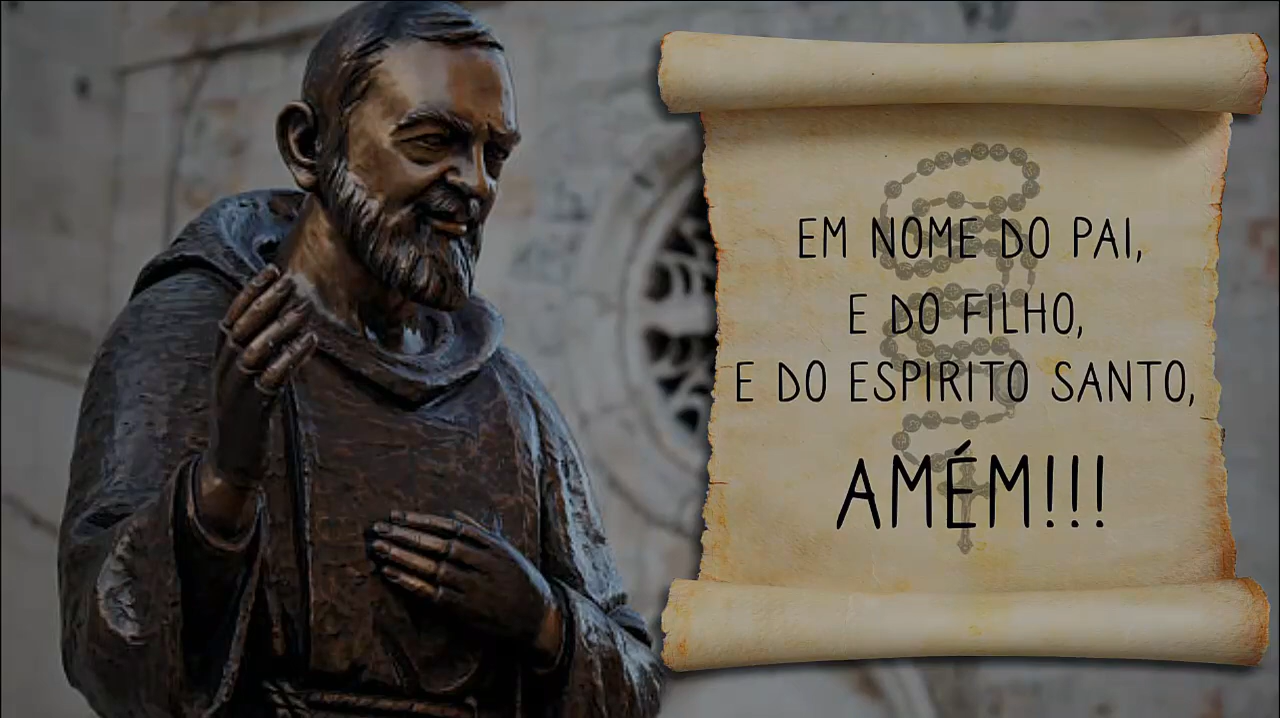 EM NOME DO PAI,
E DO FILHO,
E DO ESPIRITO SANTO,
AMÉM!!!